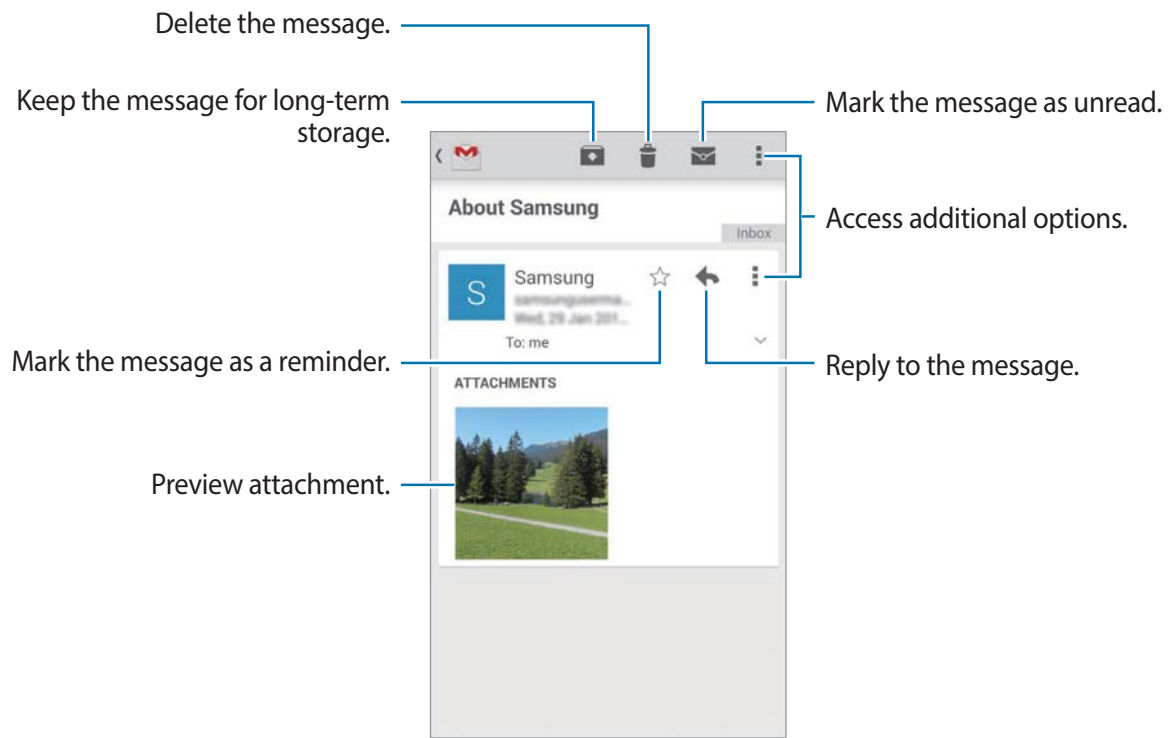 Delete the message.
Keep the message for long-term
storage.
Mark the message as unread.
About Samsung
Inbox
Access additional options.
S
Samsung
To: me
Mark the message as a reminder.
Reply to the message.
ATTACHMENTS
Preview attachment.